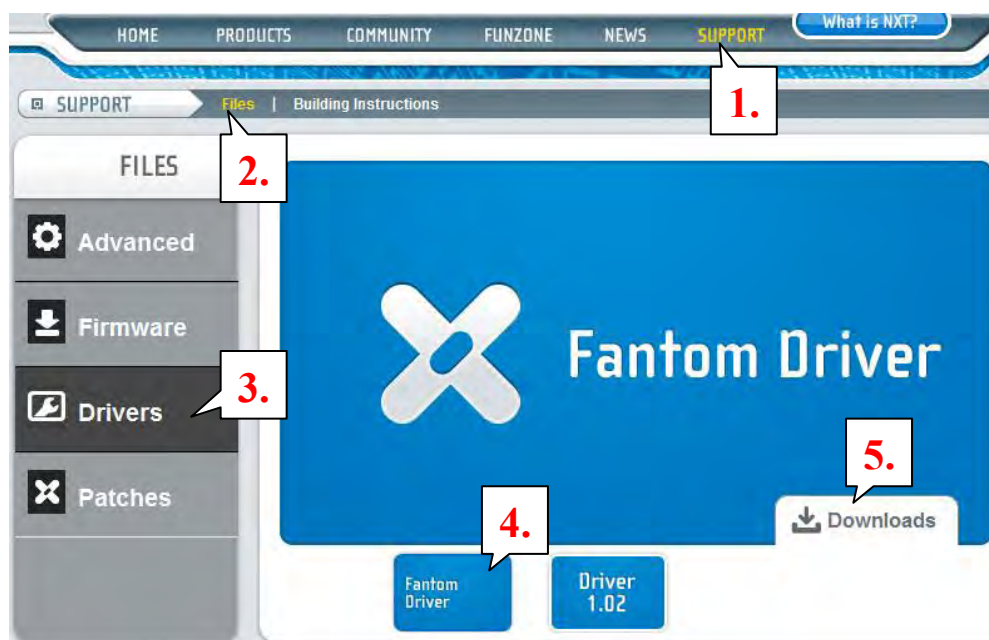 What is NXT?
HOME PRODUCTS COMMUNITY FUNZONE NEWS SUPPORT
1.
SUPPORT Files | Building Instructions
2.
FILES
Advanced
Firmware
Drivers
3.
Patches
Fantom Driver
5.
Downloads
4.
Fantom
Driver
Driver
1.02